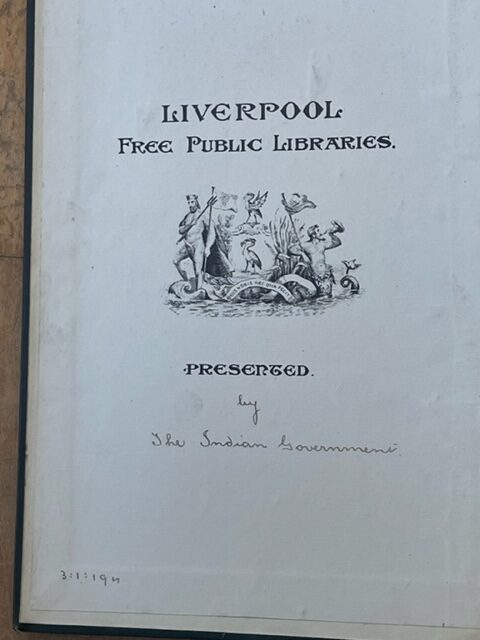 LIVERPOOL
FREE PUBLIC LIBRARIES.
PRESENTED.
by
The Indian Government.